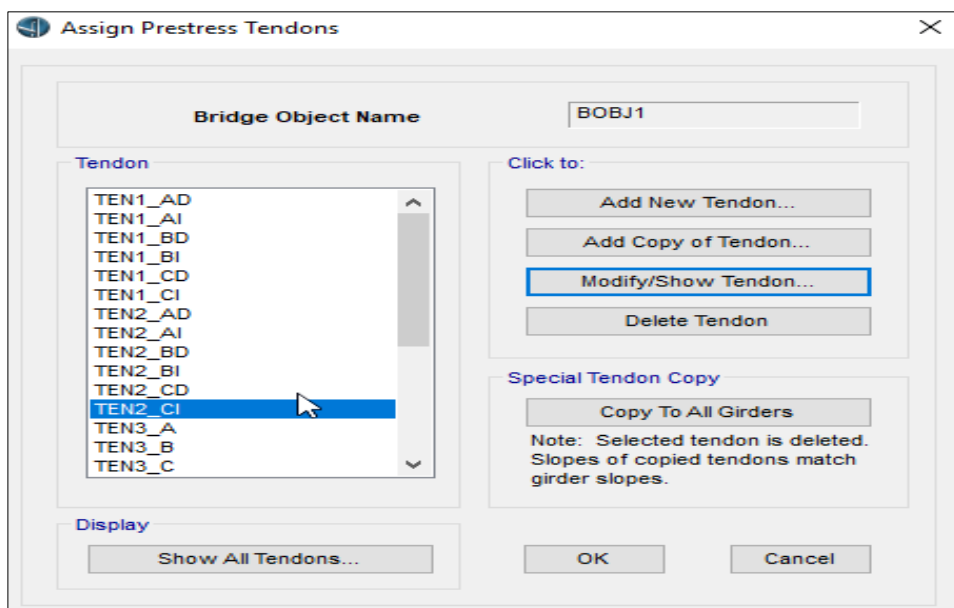 Assign Prestress Tendons
Bridge Object Name
BOBJ1
Tendon
TEN1_AD
TEN1_AI
TEN1_BD
TEN1_BI
TEN1_CD
TEN1_CI
TEN2_AD
TEN2_AI
TEN2_BD
TEN2_BI
TEN2_CD
TEN2_CI
TEN3_A
TEN3_B
TEN3_C
Click to:
Add New Tendon...
Add Copy of Tendon...
Modify/Show Tendon...
Delete Tendon
Special Tendon Copy
Copy To All Girders
Note: Selected tendon is deleted.
Slopes of copied tendons match
girder slopes.
Display
Show All Tendons...
OK
Cancel